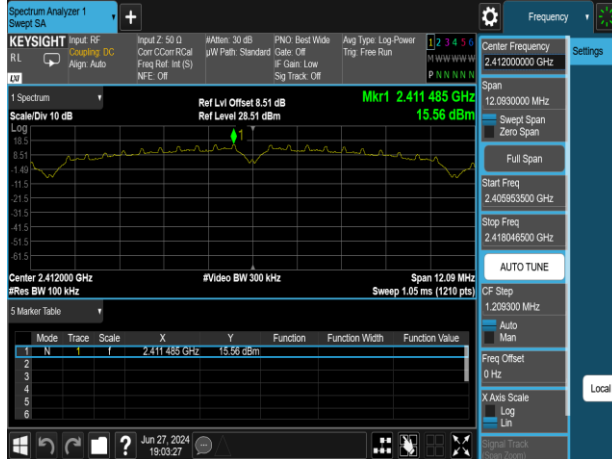 Spectrum Analyzer 1
Swept SA
+
Frequency
KEYSIGHT
RL
LXI
Input: RF
Coupling: DC
Align: Auto
Input Z: 50 Ω
Corr CCorr RCal
Freq Ref: Int (S)
NFE: Off
#Atten: 30 dB
µW Path: Standard
PNO: Best Wide
Gate: Off
IF Gain: Low
Sig Track: Off
Avg Type: Log-Power
Trig: Free Run
1 2 3 4 5 6
M W W W W W
P N N N N N
1 Spectrum
Scale/Div 10 dB
Ref Lvl Offset 8.51 dB
Ref Level 28.51 dBm
Mkr1 2.411 485 GHz
15.56 dBm
Log
1
18.5
8.51
-1.49
-11.5
-21.5
-31.5
-41.5
-51.5
-61.5
Center 2.412000 GHz
#Res BW 100 kHz
#Video BW 300 kHz
Span 12.09 MHz
Sweep 1.05 ms (1210 pts)
5 Marker Table
Mode Trace Scale X Y Function Function Width Function Value
1 N 1 f 2.411 485 GHz 15.56 dBm
2
3
4
5
6
Jun 27, 2024
19:03:27
?
Center Frequency
2.412000000 GHz
Settings
Span
12.0930000 MHz
Swept Span
Zero Span
Full Span
Start Freq
2.405953500 GHz
Stop Freq
2.418046500 GHz
AUTO TUNE
CF Step
1.209300 MHz
Auto
Man
Freq Offset
0 Hz
X Axis Scale
Log
Lin
Local
Signal Track
(Span Zoom)